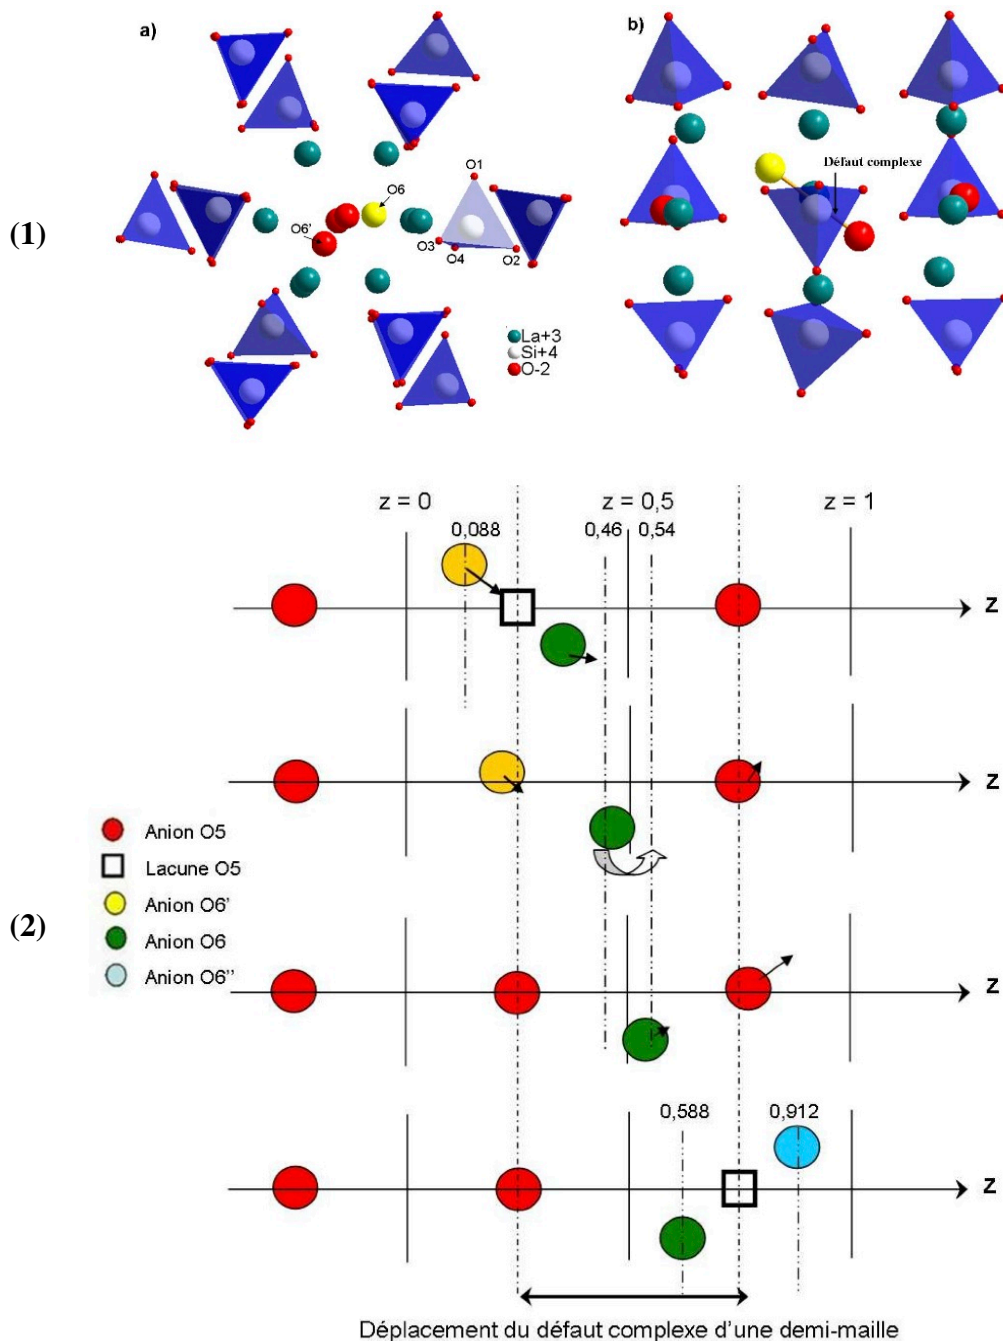 a)
b)
(1)
O1
O6
O6'
O3
O4
O2
La+3
Si+4
O-2
Défaut complexe
z = 0
z = 0,5
z = 1
0,088
0,46
0,54
z
z
(2)
Anion O5
Lacune O5
Anion O6'
Anion O6
Anion O6''
z
0,588
0,912
z
Déplacement du défaut complexe d'une demi-maille